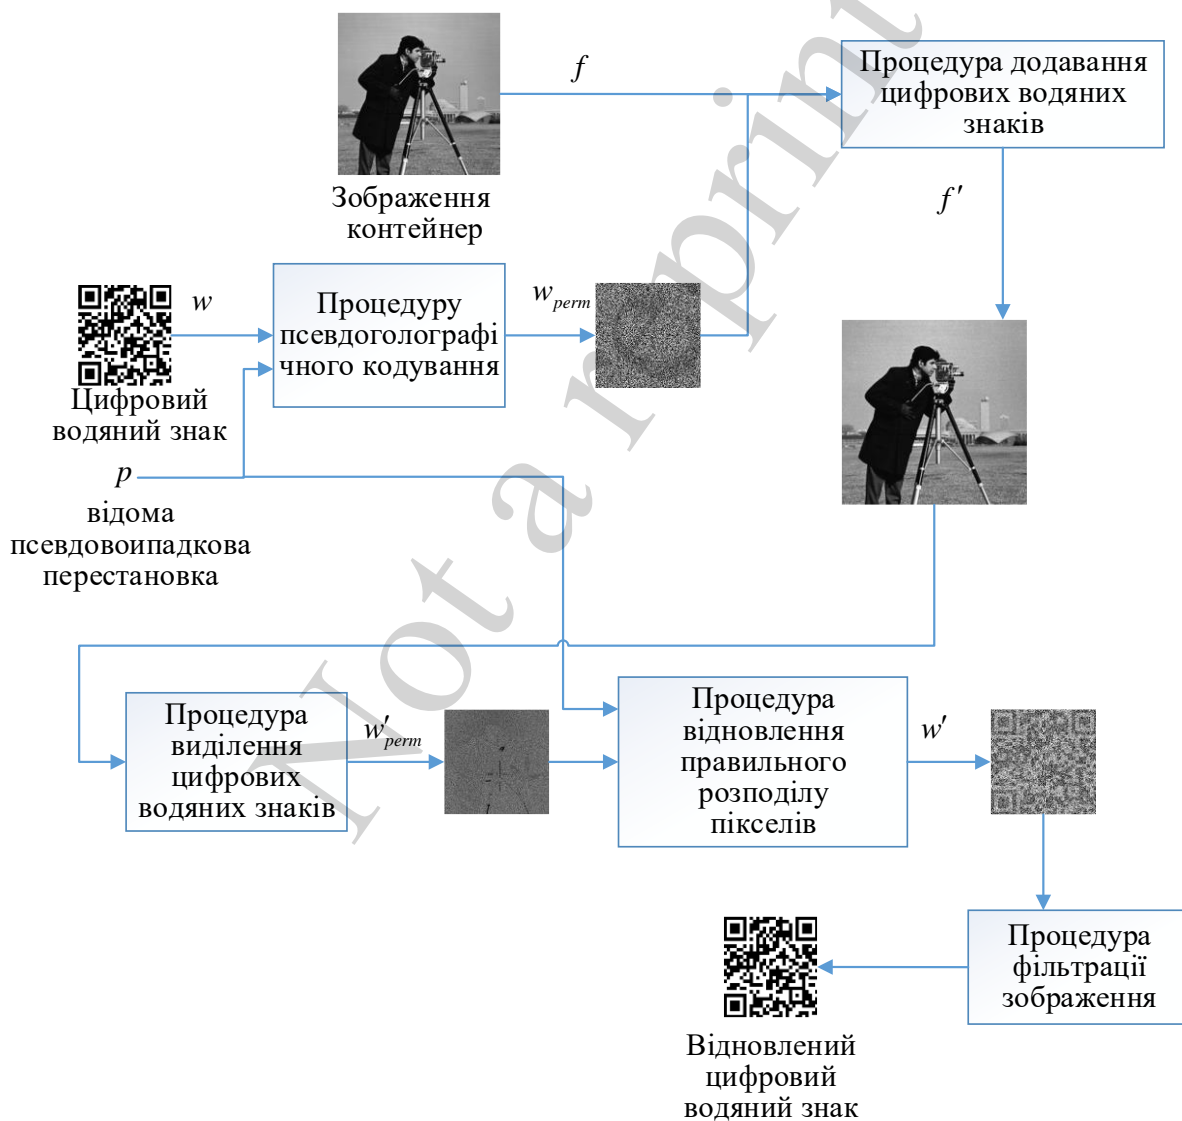 f
Процедура додавання
цифрових водяних
знаків
Зображення
контейнер
f′
w
Процедуру
псевдоголографі
чного кодування
w_perm
Цифровий
водяний знак
p
відома
псевдовоипадкова
перестановка
Процедура
виділення
цифрових
водяних знаків
w′_perm
Процедура
відновлення
правильного
розподілу
пікселів
w′
Процедура
фільтрації
зображення
Відновлений
цифровий
водяний знак
Not a reprint